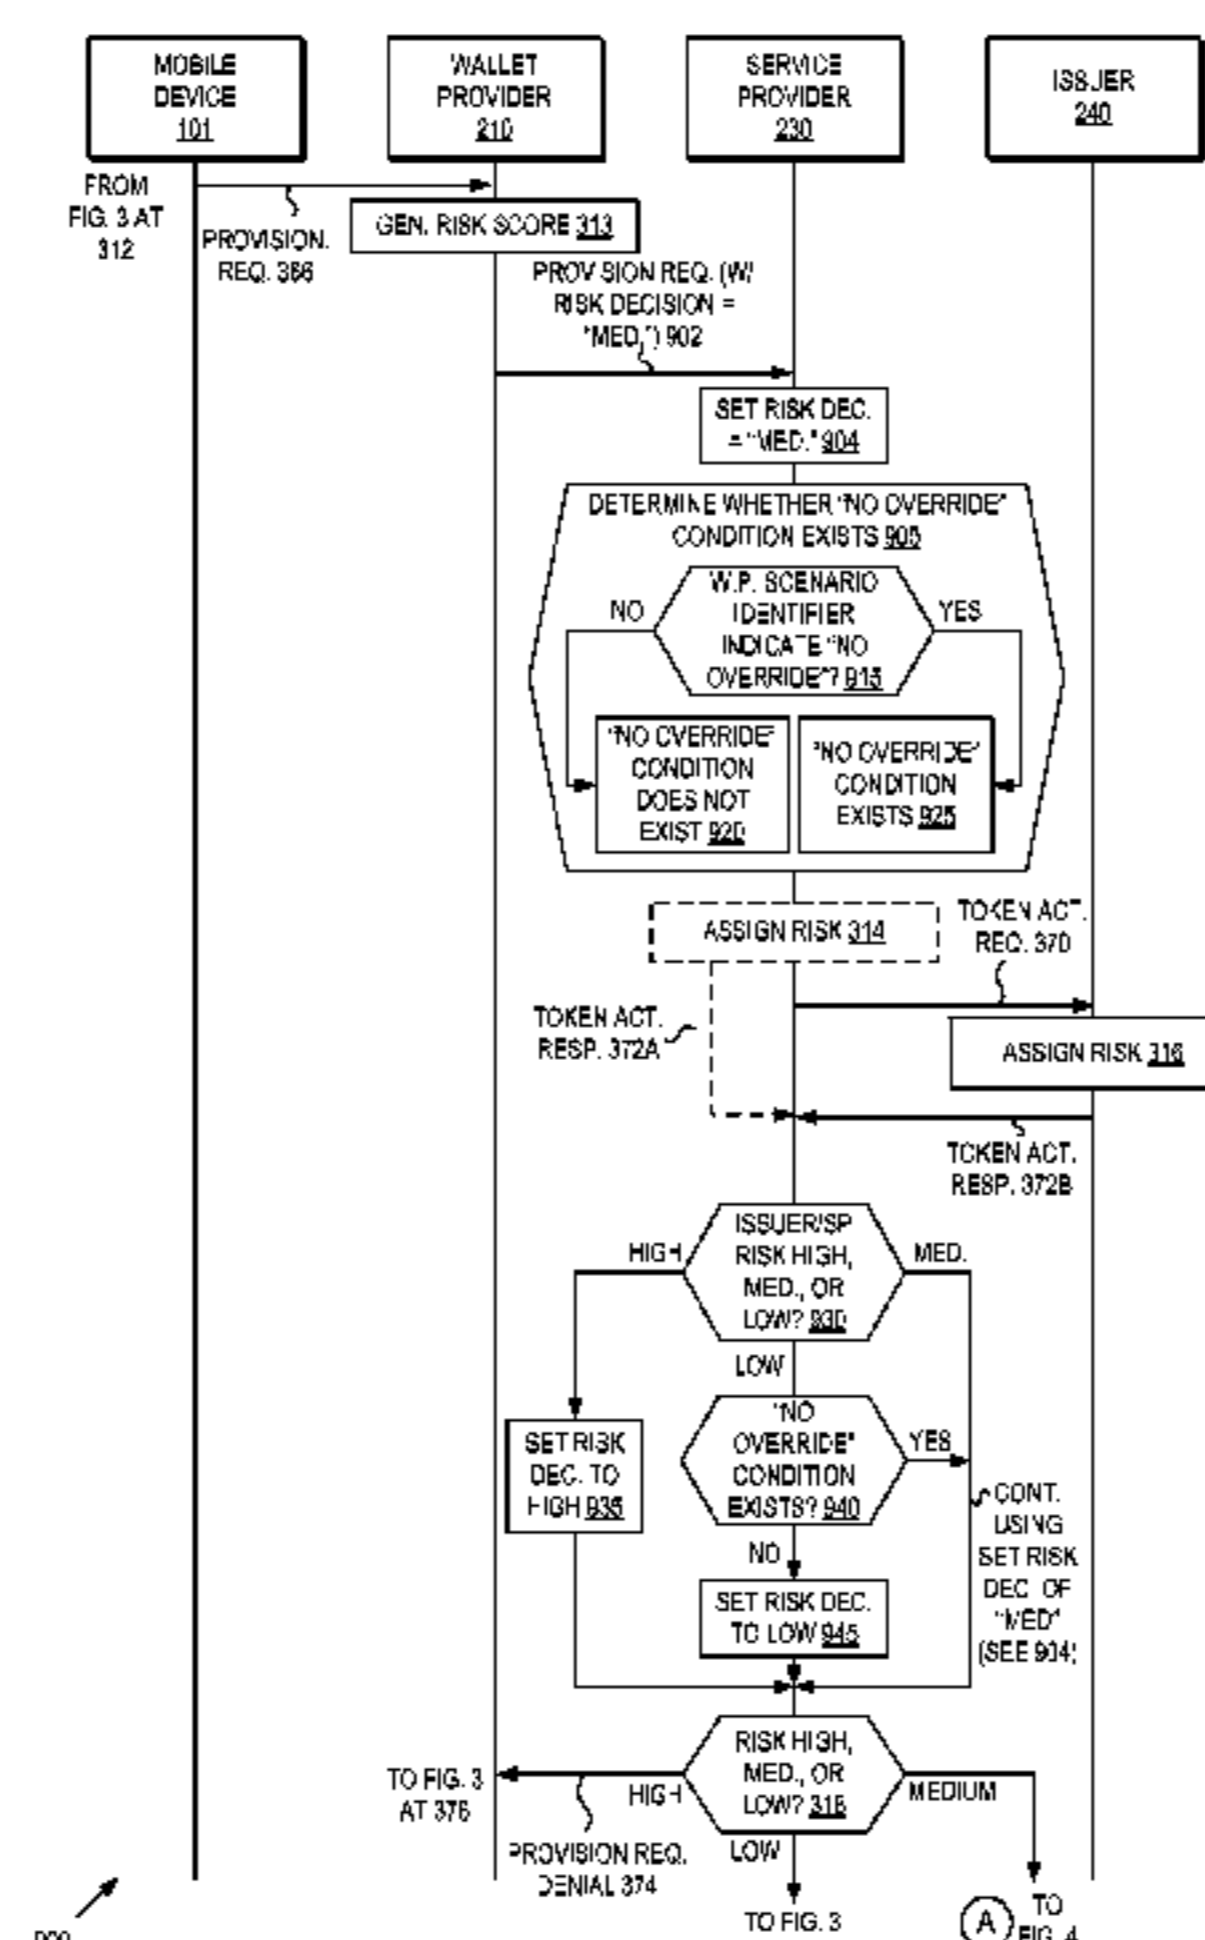 MOBILE
DEVICE
101
WALLET
PROVIDER
210
SERVICE
PROVIDER
230
ISSUER
240
FROM
FIG. 3 AT
312
PROVISION.
REQ. 366
GEN. RISK SCORE 313
PROVISION REQ. (W/
RISK DECISION =
"MED.") 902
SET RISK DEC.
= "MED." 904
DETERMINE WHETHER "NO OVERRIDE"
CONDITION EXISTS 905
W.P. SCENARIO
IDENTIFIER
INDICATE "NO
OVERRIDE"? 915
NO
YES
"NO OVERRIDE"
CONDITION
DOES NOT
EXIST 920
"NO OVERRIDE"
CONDITION
EXISTS 925
ASSIGN RISK 314
TOKEN ACT.
REQ. 370
TOKEN ACT.
RESP. 372A
ASSIGN RISK 316
TOKEN ACT.
RESP. 372B
ISSUER/SP
RISK HIGH,
MED., OR
LOW? 930
HIGH
MED.
LOW
"NO
OVERRIDE"
CONDITION
EXISTS? 940
YES
NO
SET RISK
DEC. TO
HIGH 935
CONT.
USING
SET RISK
DEC. OF
"MED"
(SEE 904)
SET RISK DEC.
TO LOW 945
RISK HIGH,
MED., OR
LOW? 318
HIGH
MEDIUM
LOW
TO FIG. 3
AT 376
PROVISION REQ.
DENIAL 374
TO FIG. 3
A
TO
FIG. 4